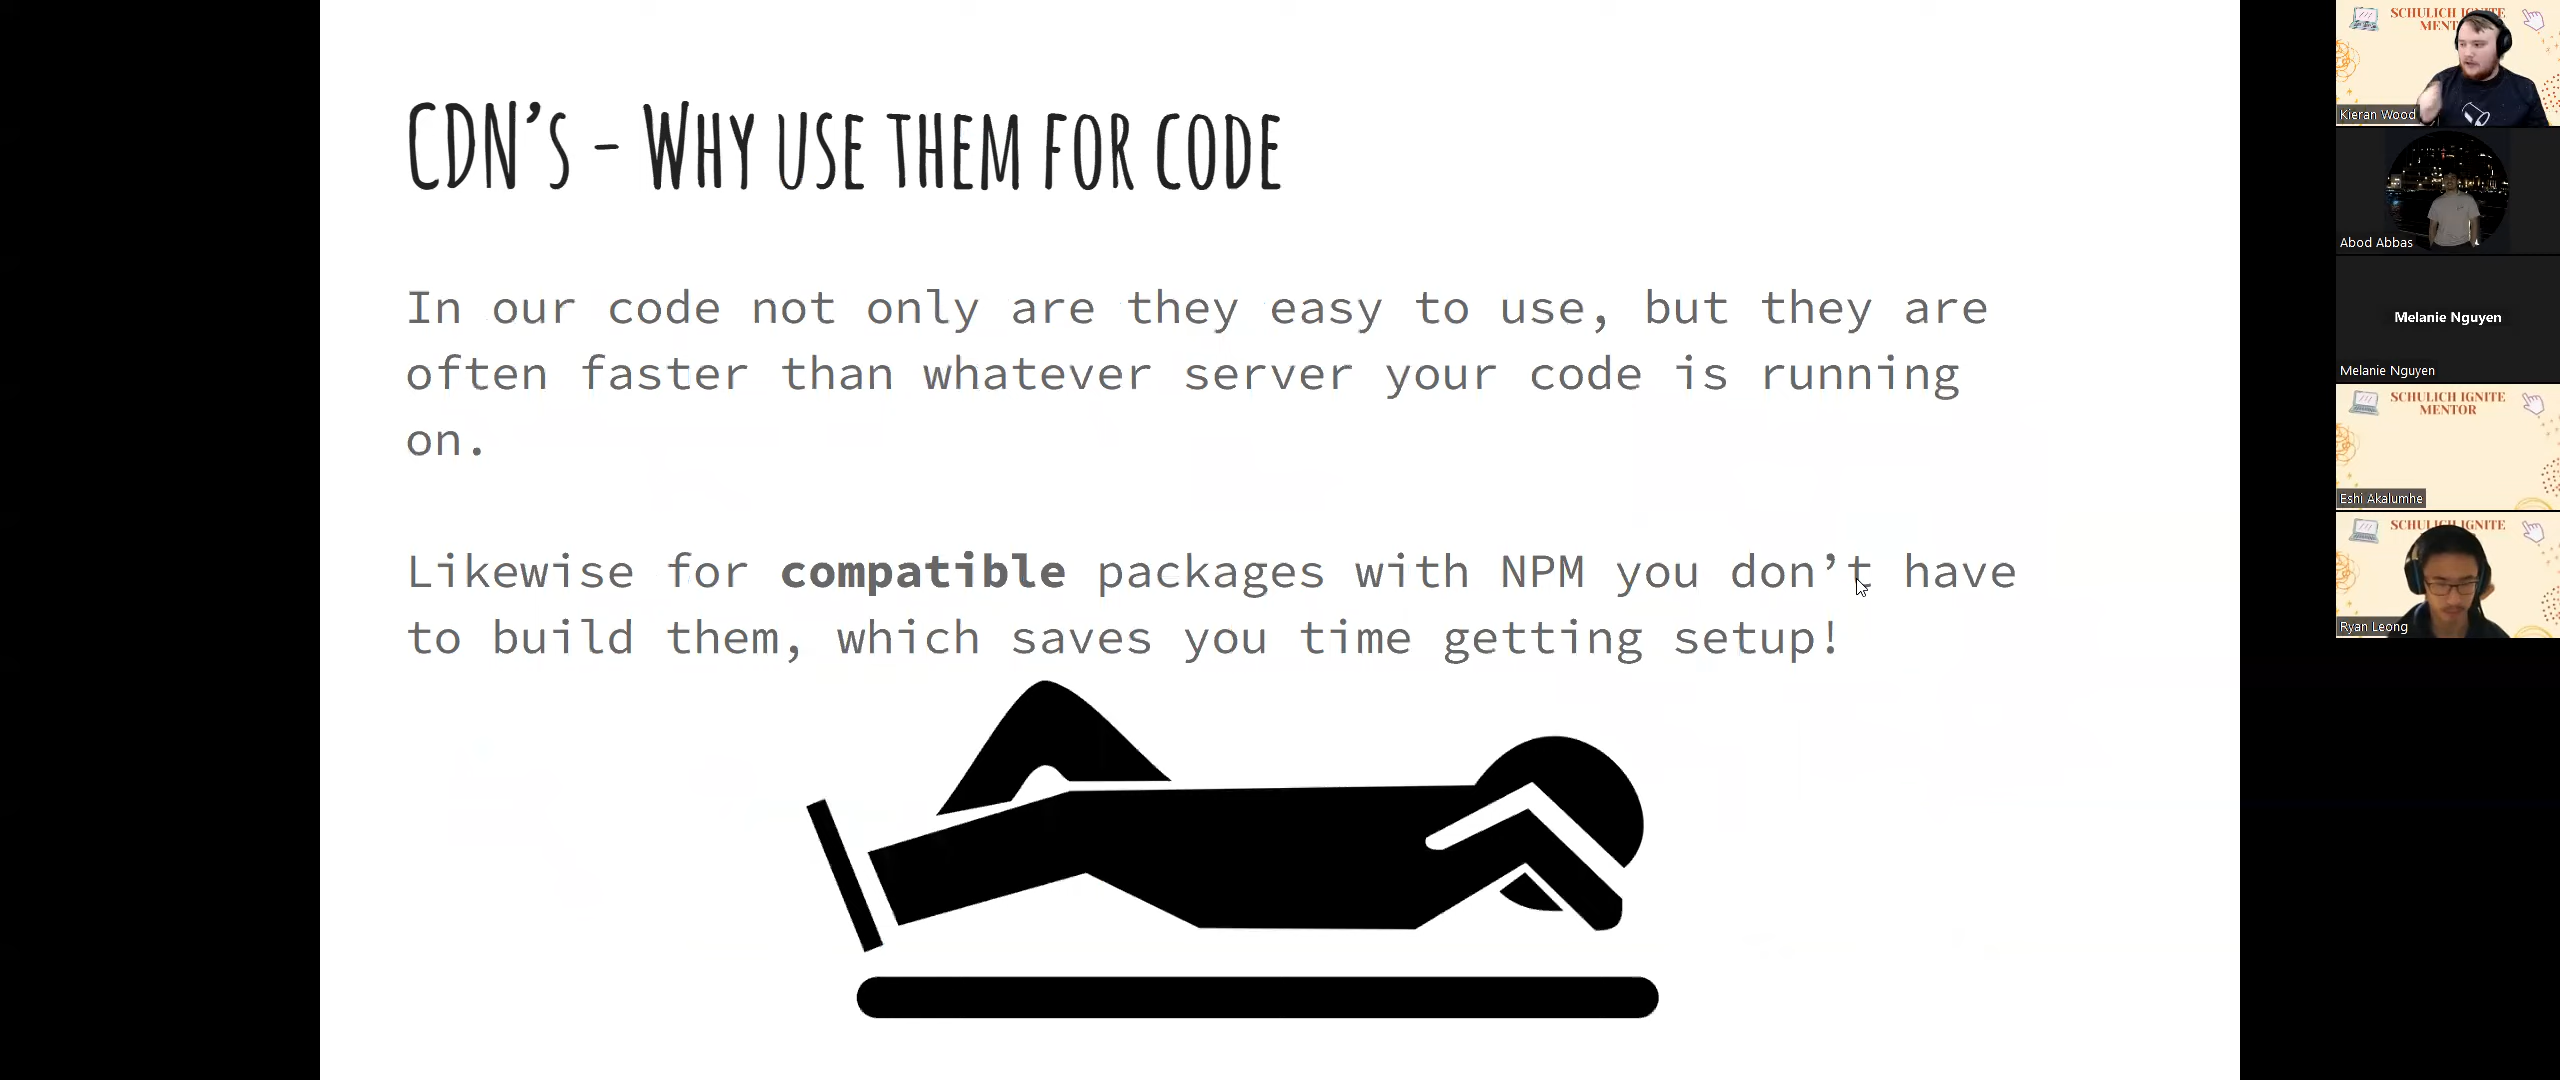 CDN’s - Why use them for code
In our code not only are they easy to use, but they are
often faster than whatever server your code is running
on.
Likewise for compatible packages with NPM you don’t have
to build them, which saves you time getting setup!
SCHULICH IGNITE
MENT
Kieran Wood
Abod Abbas
Melanie Nguyen
Melanie Nguyen
SCHULICH IGNITE
MENTOR
Eshi Akalumhe
SCHULICH IGNITE
Ryan Leong